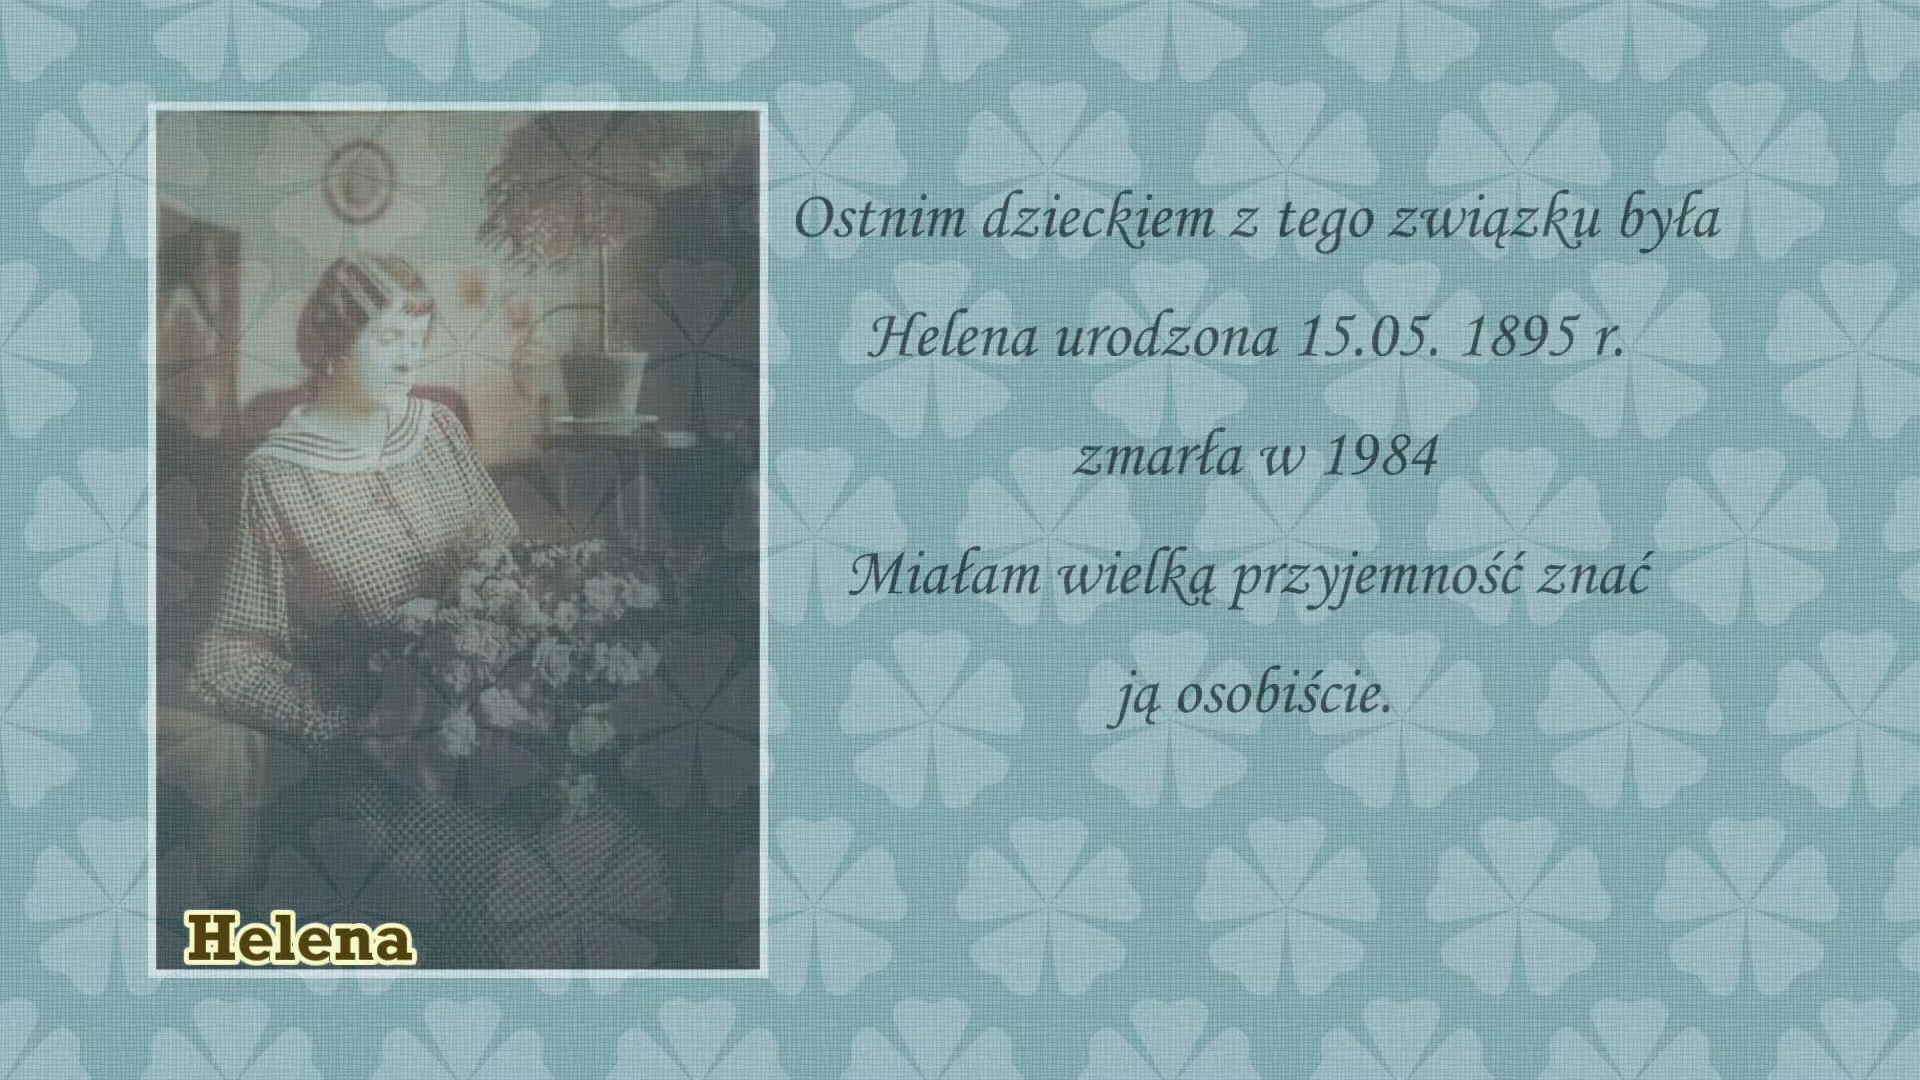 Ostnim dzieckiem z tego związku była
Helena urodzona 15.05. 1895 r.
zmarła w 1984
Miałam wielką przyjemność znać
ją osobiście.
Helena